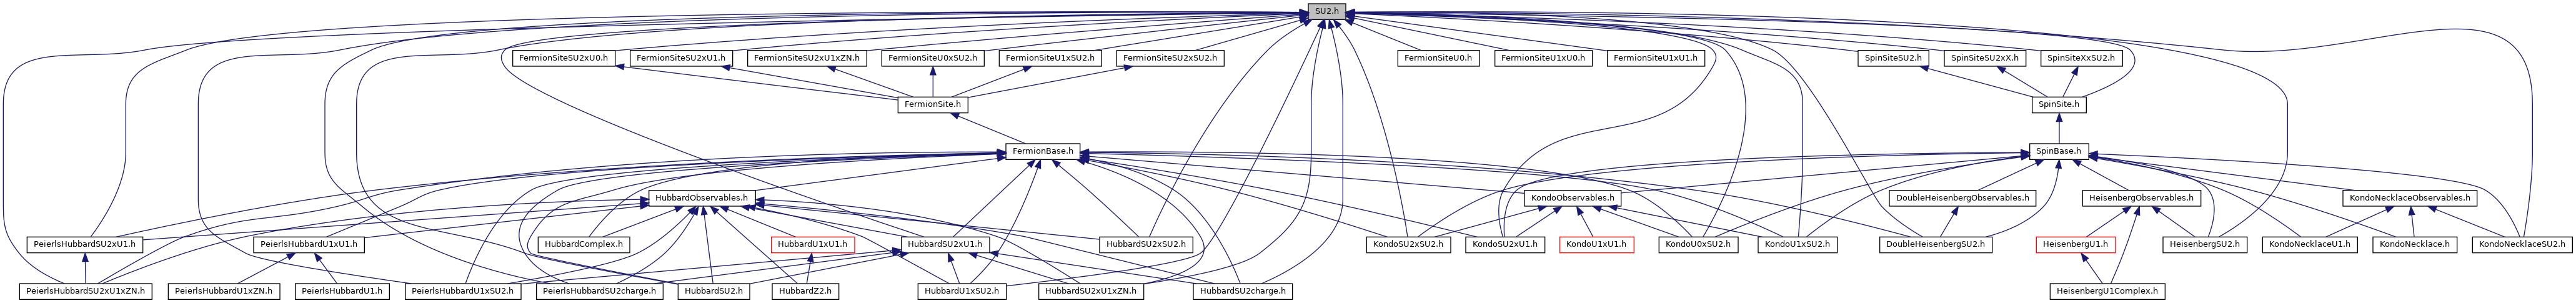 SU2.h
FermionSiteSU2xU0.h
FermionSiteSU2xU1.h
FermionSiteSU2xU1xZN.h
FermionSiteU0xSU2.h
FermionSiteU1xSU2.h
FermionSiteSU2xSU2.h
FermionSiteU0.h
FermionSiteU1xU0.h
FermionSiteU1xU1.h
SpinSiteSU2.h
SpinSiteSU2xX.h
SpinSiteXxSU2.h
FermionSite.h
SpinSite.h
FermionBase.h
SpinBase.h
HubbardObservables.h
KondoObservables.h
DoubleHeisenbergObservables.h
HeisenbergObservables.h
KondoNecklaceObservables.h
PeierlsHubbardSU2xU1.h
PeierlsHubbardU1xU1.h
HubbardComplex.h
HubbardU1xU1.h
HubbardSU2xU1.h
HubbardSU2xSU2.h
KondoSU2xSU2.h
KondoSU2xU1.h
KondoU1xU1.h
KondoU0xSU2.h
KondoU1xSU2.h
DoubleHeisenbergSU2.h
HeisenbergU1.h
HeisenbergSU2.h
KondoNecklaceU1.h
KondoNecklace.h
KondoNecklaceSU2.h
PeierlsHubbardSU2xU1xZN.h
PeierlsHubbardU1xZN.h
PeierlsHubbardU1.h
PeierlsHubbardU1xSU2.h
PeierlsHubbardSU2charge.h
HubbardSU2.h
HubbardZ2.h
HubbardU1xSU2.h
HubbardSU2xU1xZN.h
HubbardSU2charge.h
HeisenbergU1Complex.h